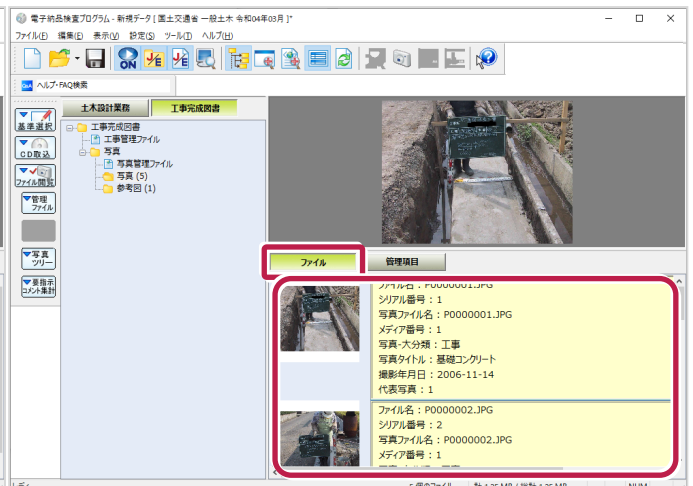 電子納品検査プログラム - 新規データ [ 国土交通省 一般土木 令和04年03月 ]*
ファイル(F) 編集(E) 表示(V) 設定(S) ツール(T) ヘルプ(H)
ON
J/E
J/E
Q&A ヘルプ・FAQ検索
基準選択
CD取込
ファイル閲覧
管理
ファイル
写真
ツリー
要指示
コメント集計
土木設計業務 工事完成図書
工事完成図書
工事管理ファイル
写真
写真管理ファイル
写真 (5)
参考図 (1)
ファイル 管理項目
ファイル名 : P0000001.JPG
シリアル番号 : 1
写真ファイル名 : P0000001.JPG
メディア番号 : 1
写真-大分類 : 工事
写真タイトル : 基礎コンクリート
撮影年月日 : 2006-11-14
代表写真 : 1
ファイル名 : P0000002.JPG
シリアル番号 : 2
写真ファイル名 : P0000002.JPG
メディア番号 : 1